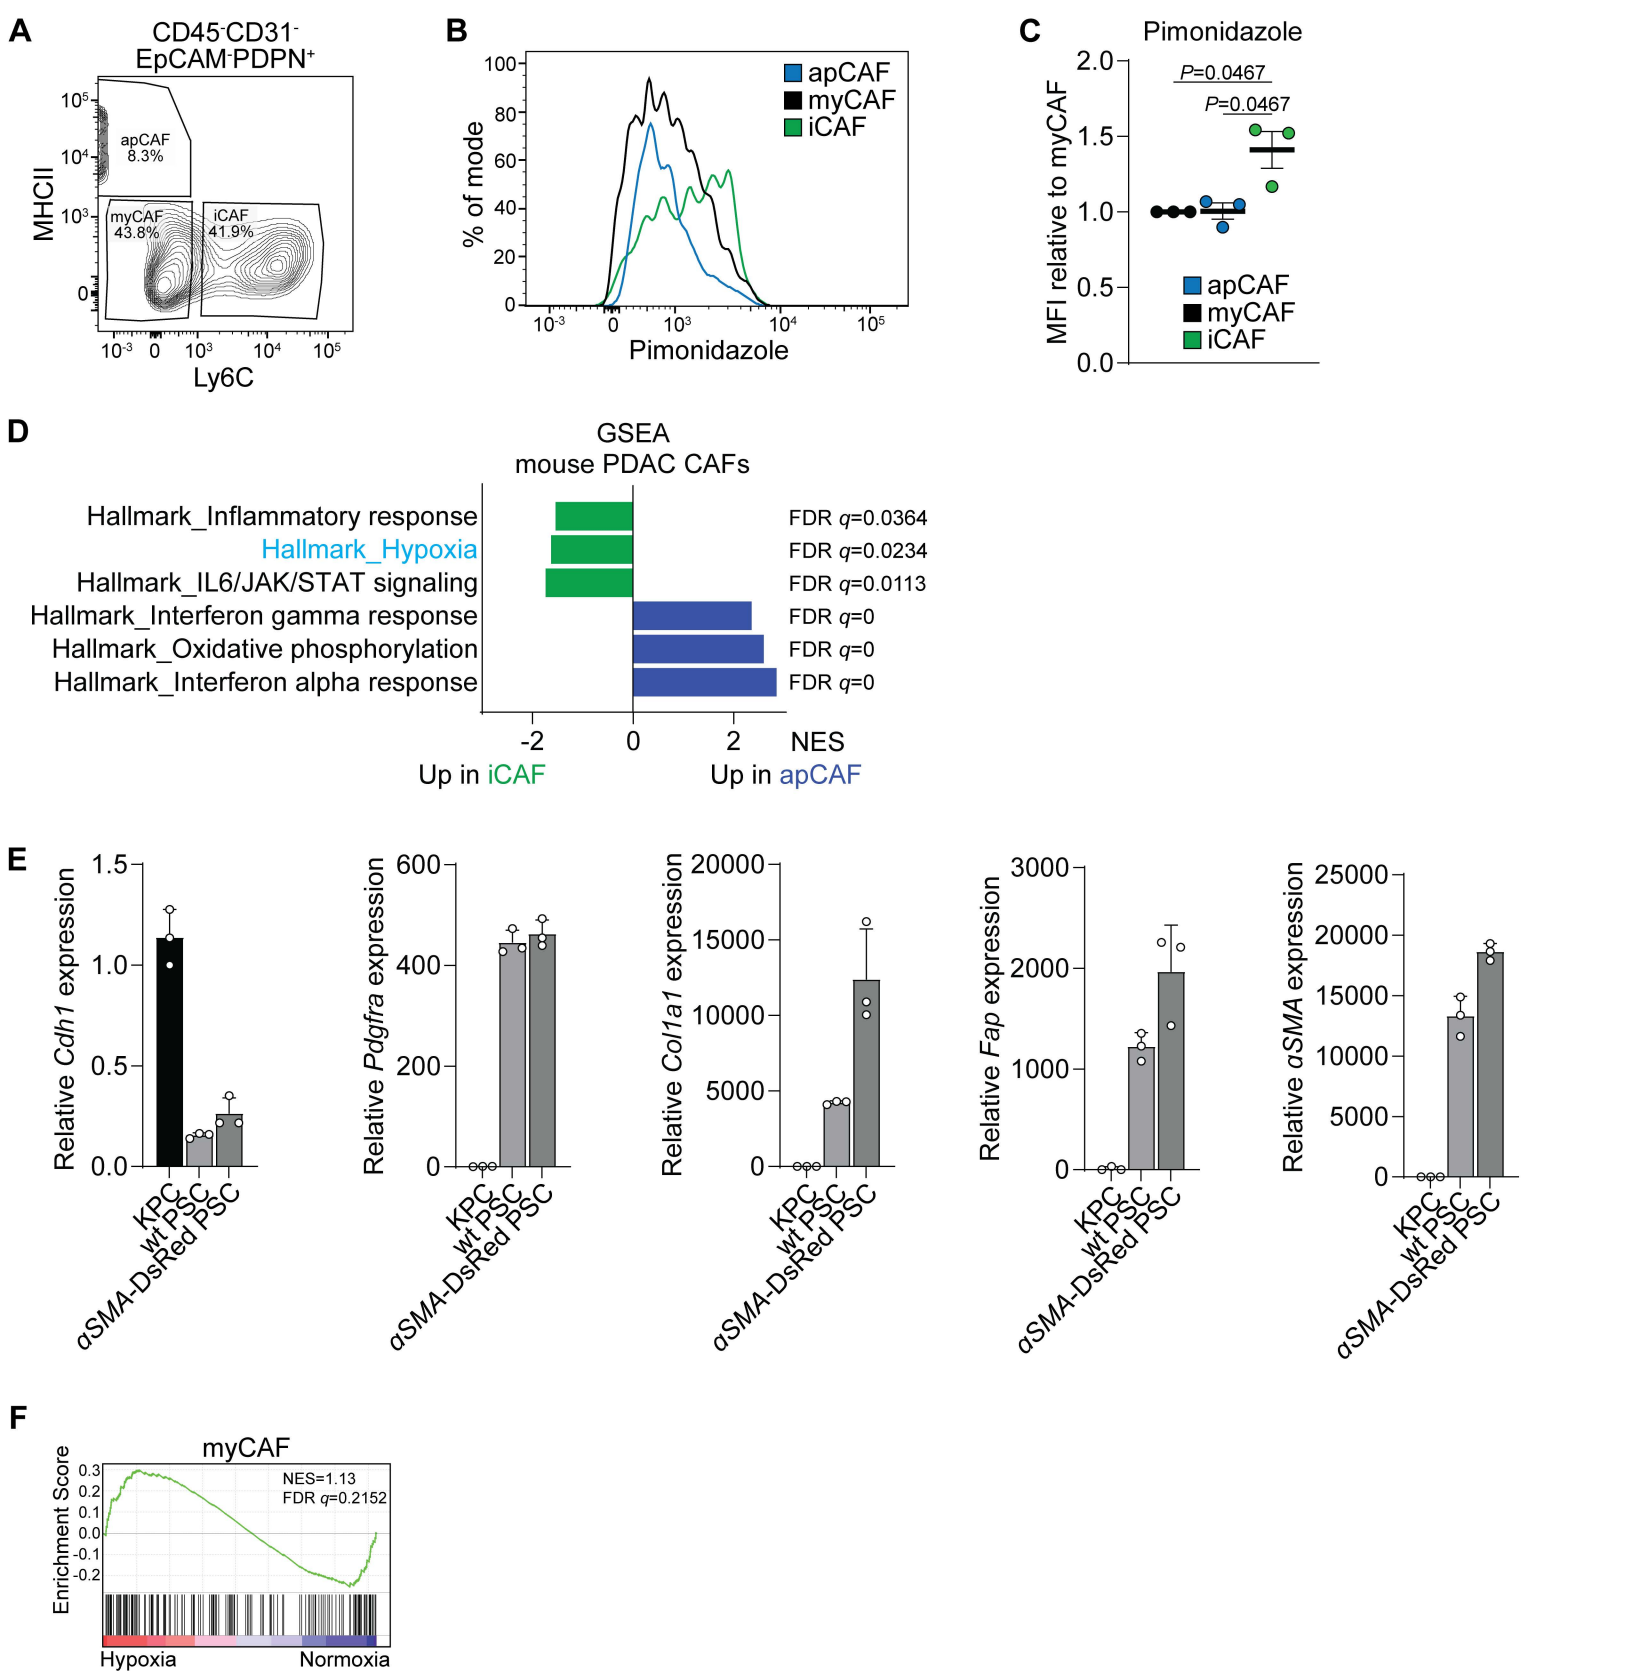 A
CD45-CD31-
EpCAM-PDPN+
MHCII
10⁵
10⁴
10³
0
apCAF
8.3%
myCAF
43.8%
iCAF
41.9%
10⁻³ 0 10³ 10⁴ 10⁵
Ly6C
B
% of mode
100
80
60
40
20
0
apCAF
myCAF
iCAF
10⁻³ 0 10³ 10⁴ 10⁵
Pimonidazole
C
Pimonidazole
MFI relative to myCAF
2.0
1.5
1.0
0.5
0.0
P=0.0467
P=0.0467
apCAF
myCAF
iCAF
D
GSEA
mouse PDAC CAFs
Hallmark_Inflammatory response FDR q=0.0364
Hallmark_Hypoxia FDR q=0.0234
Hallmark_IL6/JAK/STAT signaling FDR q=0.0113
Hallmark_Interferon gamma response FDR q=0
Hallmark_Oxidative phosphorylation FDR q=0
Hallmark_Interferon alpha response FDR q=0
-2 0 2 NES
Up in iCAF Up in apCAF
E
Relative Cdh1 expression
1.5
1.0
0.5
0.0
KPC
wt PSC
αSMA-DsRed PSC
Relative Pdgfra expression
600
400
200
0
KPC
wt PSC
αSMA-DsRed PSC
Relative Col1a1 expression
20000
15000
10000
5000
0
KPC
wt PSC
αSMA-DsRed PSC
Relative Fap expression
3000
2000
1000
0
KPC
wt PSC
αSMA-DsRed PSC
Relative αSMA expression
25000
20000
15000
10000
5000
0
KPC
wt PSC
αSMA-DsRed PSC
F
myCAF
Enrichment Score
0.3
0.2
0.1
0.0
-0.1
-0.2
NES=1.13
FDR q=0.2152
Hypoxia Normoxia